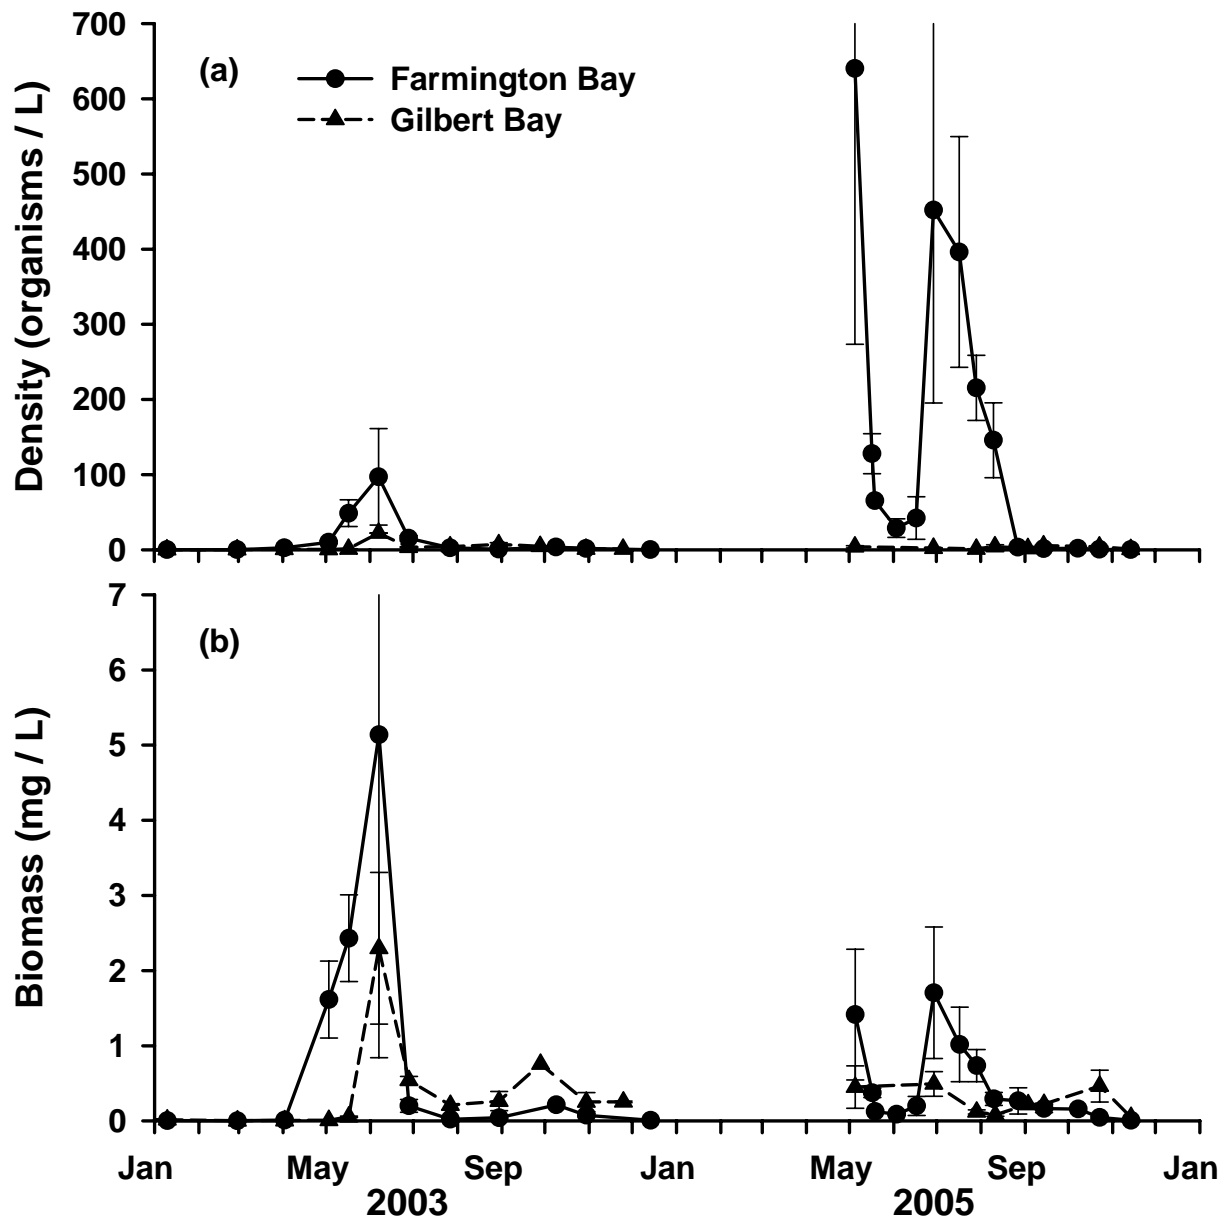 700
600
500
400
300
200
100
0
Density (organisms / L)
(a)
Farmington Bay
Gilbert Bay
7
6
5
4
3
2
1
0
Biomass (mg / L)
(b)
Jan May Sep Jan May Sep Jan
2003 2005